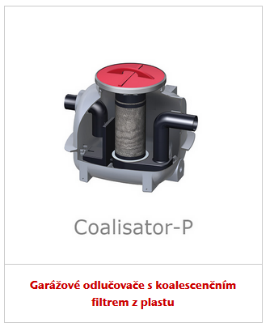 Coalisator-P
Garážové odlučovače s koalescenčním
filtrem z plastu